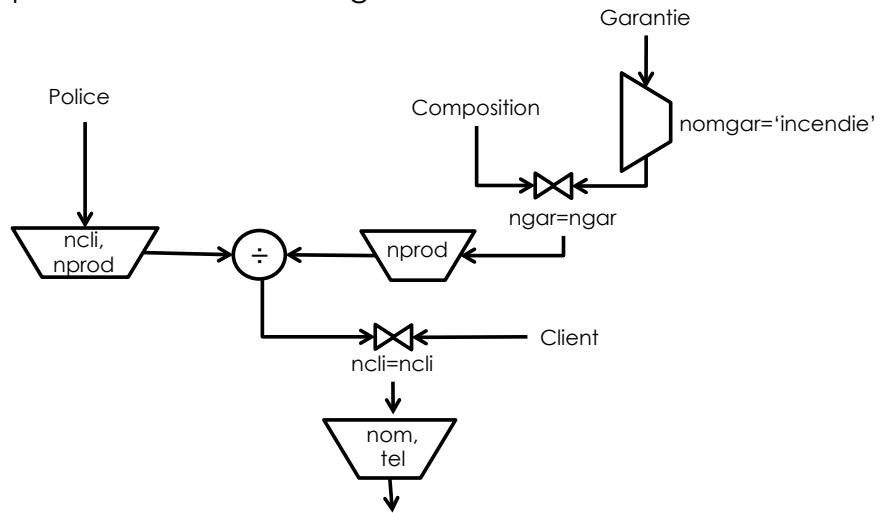 Garantie
Police
Composition
nomgar=‘incendie’
ngar=ngar
ncli,
nprod
÷
nprod
Client
ncli=ncli
nom,
tel